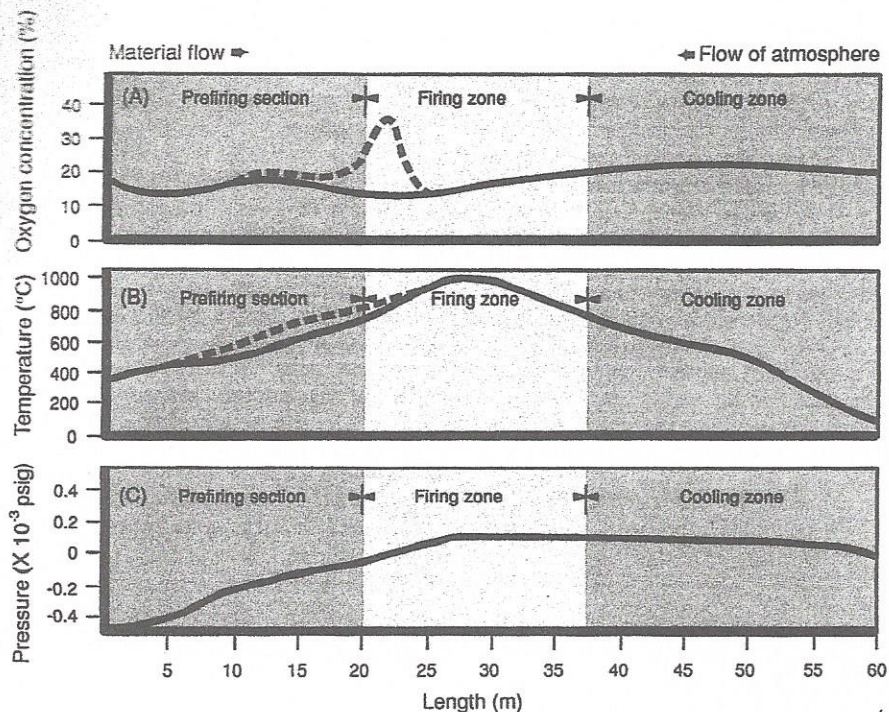 Material flow ➨
⬅ Flow of atmosphere
Oxygen concentration (%)
(A)
Prefiring section
Firing zone
Cooling zone
40
30
20
10
0
Temperature (°C)
(B)
Prefiring section
Firing zone
Cooling zone
1000
800
600
400
200
0
Pressure (X 10⁻³ psig)
(C)
Prefiring section
Firing zone
Cooling zone
0.4
0.2
0
-0.2
-0.4
5 10 15 20 25 30 35 40 45 50 55 60
Length (m)